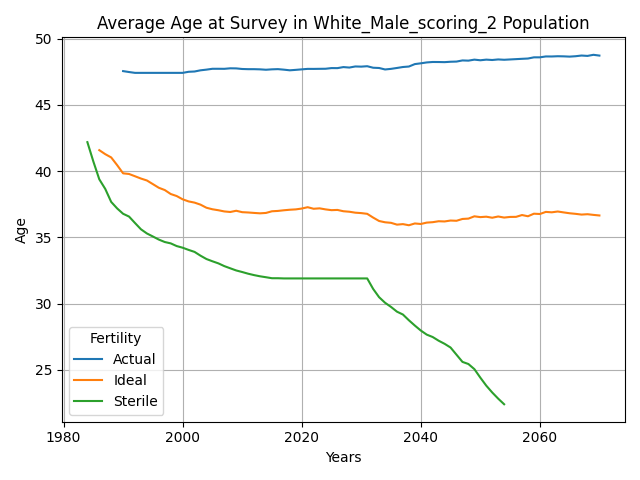 Average Age at Survey in White_Male_scoring_2 Population
50
45
40
35
30
25
Age
Fertility
Actual
Ideal
Sterile
1980
2000
2020
2040
2060
Years